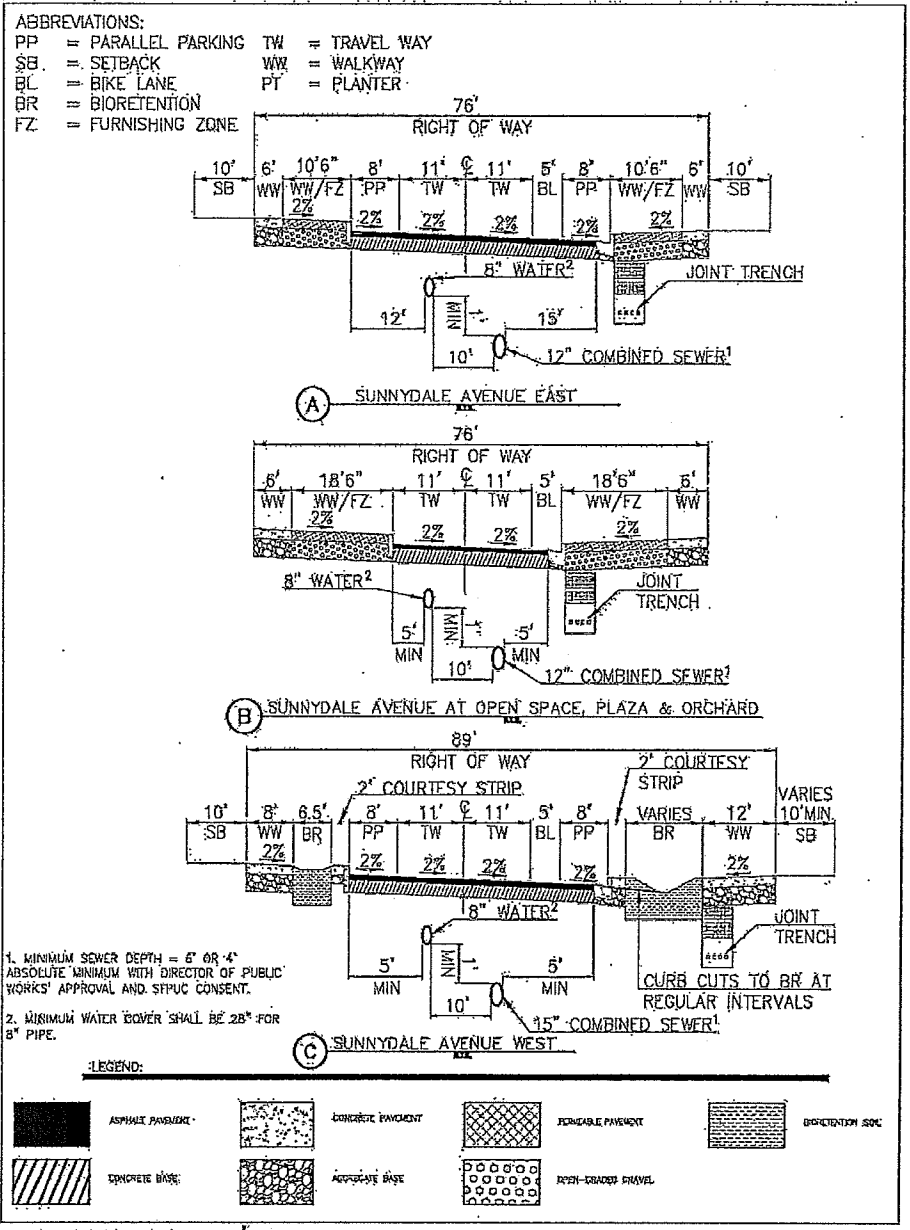 ABBREVIATIONS:
PP = PARALLEL PARKING TW = TRAVEL WAY
SB = SETBACK WW = WALKWAY
BL = BIKE LANE PT = PLANTER
BR = BIORETENTION
FZ = FURNISHING ZONE
76'
RIGHT OF WAY
10' 6' 10'6" 8' 11' ℄ 11' 5' 8' 10'6" 6' 10'
SB WW WW/FZ PP TW TW BL PP WW/FZ WW SB
2% 2% 2% 2% 2% 2%
8" WATER²
JOINT TRENCH
12' 1' MIN 15'
10' 12" COMBINED SEWER¹
A SUNNYDALE AVENUE EAST
N.T.S.
76'
RIGHT OF WAY
6' 18'6" 11' ℄ 11' 5' 18'6" 6'
WW WW/FZ TW TW BL WW/FZ WW
2% 2% 2% 2%
8" WATER²
JOINT
TRENCH
5' 1' MIN. 5'
MIN 10' MIN
12" COMBINED SEWER¹
B SUNNYDALE AVENUE AT OPEN SPACE, PLAZA & ORCHARD
N.T.S.
89'
RIGHT OF WAY
2' COURTESY STRIP
2' COURTESY
STRIP
10' 8' 6.5' 8' 11' ℄ 11' 5' 8' VARIES 12' VARIES 10'MIN.
SB WW BR PP TW TW BL PP BR WW SB
2% 2% 2% 2% 2% 2%
8" WATER²
JOINT
TRENCH
5' 1' MIN 5'
MIN 10' MIN
CURB CUTS TO BR AT
REGULAR INTERVALS
15" COMBINED SEWER¹
C SUNNYDALE AVENUE WEST
N.T.S.
1. MINIMUM SEWER DEPTH = 6' OR 4'
ABSOLUTE MINIMUM WITH DIRECTOR OF PUBLIC
WORKS' APPROVAL AND SFPUC CONSENT.
2. MINIMUM WATER COVER SHALL BE 28" FOR
8" PIPE.
LEGEND:
ASPHALT PAVEMENT
CONCRETE PAVEMENT
PERMEABLE PAVEMENT
BIORETENTION SOIL
CONCRETE BASE
AGGREGATE BASE
OPEN-GRADED GRAVEL